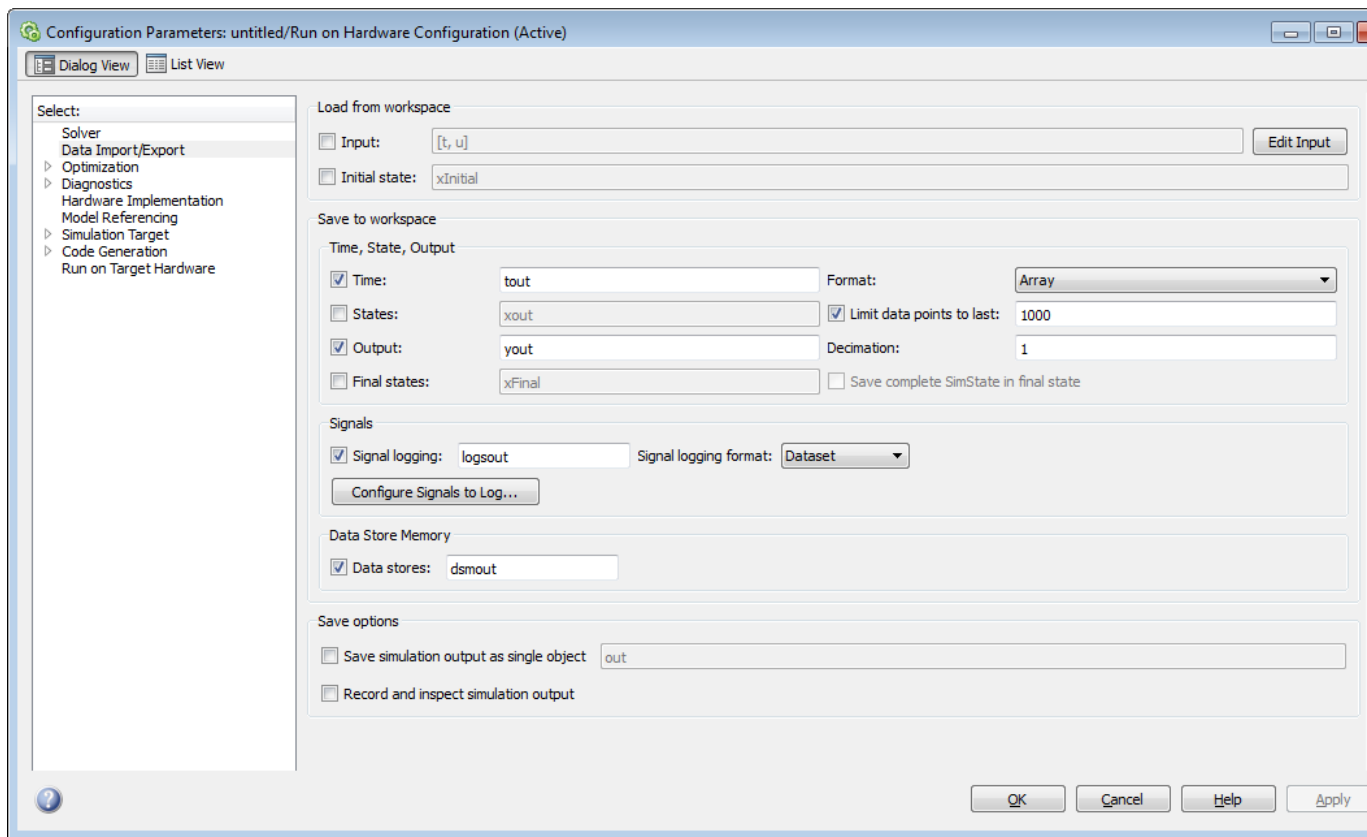 Configuration Parameters: untitled/Run on Hardware Configuration (Active)
Dialog View List View
Select:
Solver
Data Import/Export
Optimization
Diagnostics
Hardware Implementation
Model Referencing
Simulation Target
Code Generation
Run on Target Hardware
Load from workspace
Input: [t, u] Edit Input
Initial state: xInitial
Save to workspace
Time, State, Output
Time: tout Format: Array
States: xout Limit data points to last: 1000
Output: yout Decimation: 1
Final states: xFinal Save complete SimState in final state
Signals
Signal logging: logsout Signal logging format: Dataset
Configure Signals to Log...
Data Store Memory
Data stores: dsmout
Save options
Save simulation output as single object out
Record and inspect simulation output
? OK Cancel Help Apply